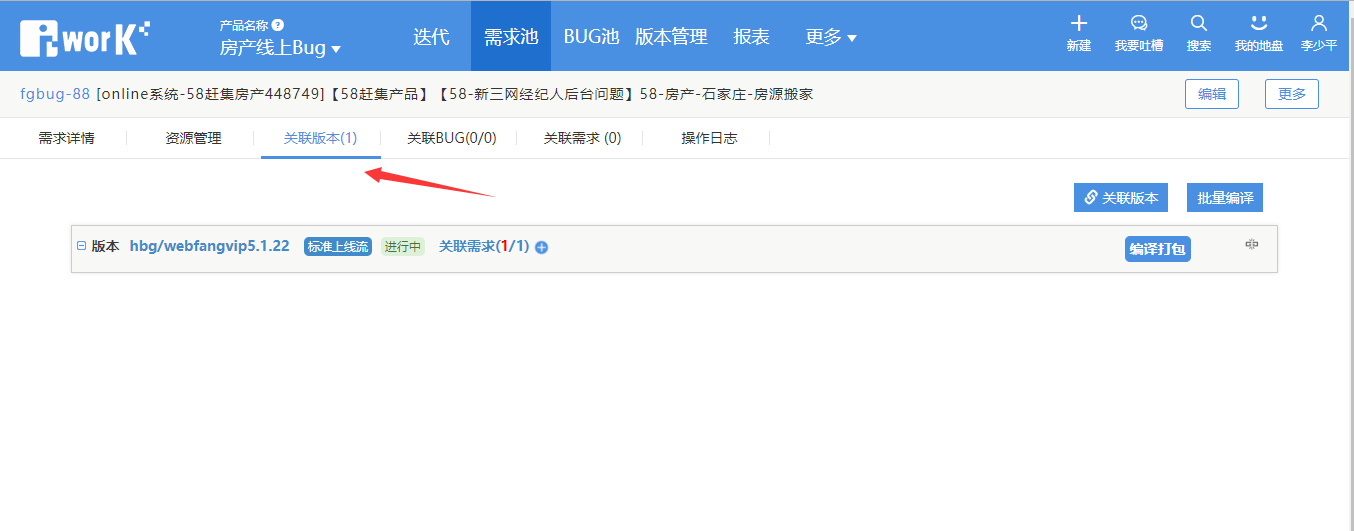 iworK
产品名称 ?
房产线上Bug
迭代
需求池
BUG池
版本管理
报表
更多
新建
我要吐槽
搜索
我的地盘
李少平
fgbug-88 [online系统-58赶集房产448749]【58赶集产品】【58-新三网经纪人后台问题】58-房产-石家庄-房源搬家
编辑
更多
需求详情
资源管理
关联版本(1)
关联BUG(0/0)
关联需求 (0)
操作日志
关联版本
批量编译
版本 hbg/webfangvip5.1.22 标准上线流 进行中 关联需求(1/1)
编译打包